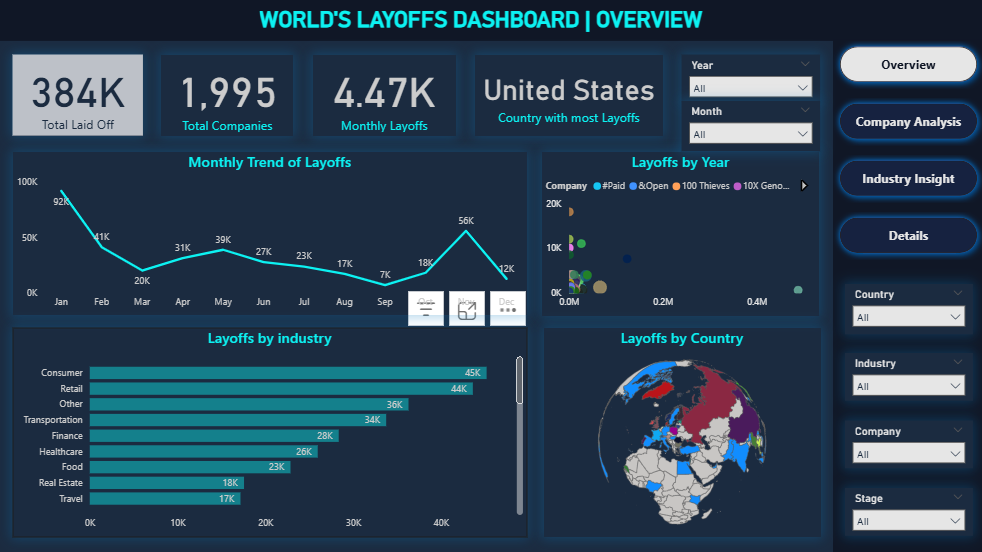 WORLD'S LAYOFFS DASHBOARD | OVERVIEW
384K
Total Laid Off
1,995
Total Companies
4.47K
Monthly Layoffs
United States
Country with most Layoffs
Year
All
Month
All
Overview
Company Analysis
Industry Insight
Details
Monthly Trend of Layoffs
100K
50K
0K
92K
41K
20K
31K
39K
27K
23K
17K
7K
18K
56K
12K
Jan Feb Mar Apr May Jun Jul Aug Sep Oct Nov Dec
Layoffs by Year
Company #Paid &Open 100 Thieves 10X Geno...
20K
10K
0K
0.0M 0.2M 0.4M
Layoffs by industry
Consumer 45K
Retail 44K
Other 36K
Transportation 34K
Finance 28K
Healthcare 26K
Food 23K
Real Estate 18K
Travel 17K
0K 10K 20K 30K 40K
Layoffs by Country
Country
All
Industry
All
Company
All
Stage
All